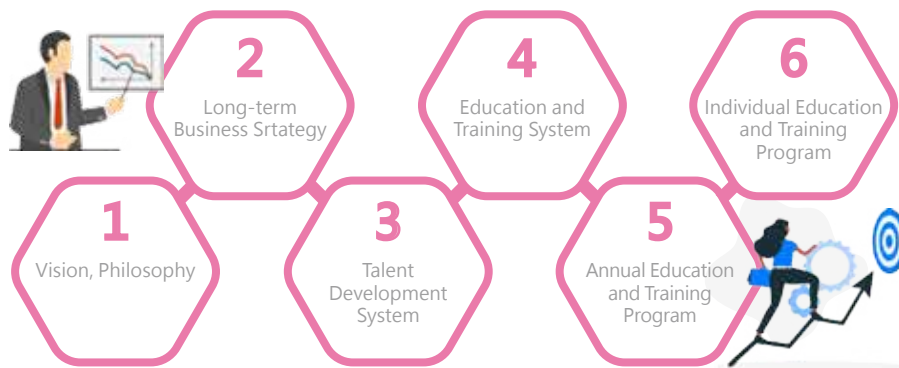 1
Vision, Philosophy
2
Long-term
Business Srtategy
3
Talent
Development
System
4
Education and
Training System
5
Annual Education
and Training
Program
6
Individual Education
and Training
Program